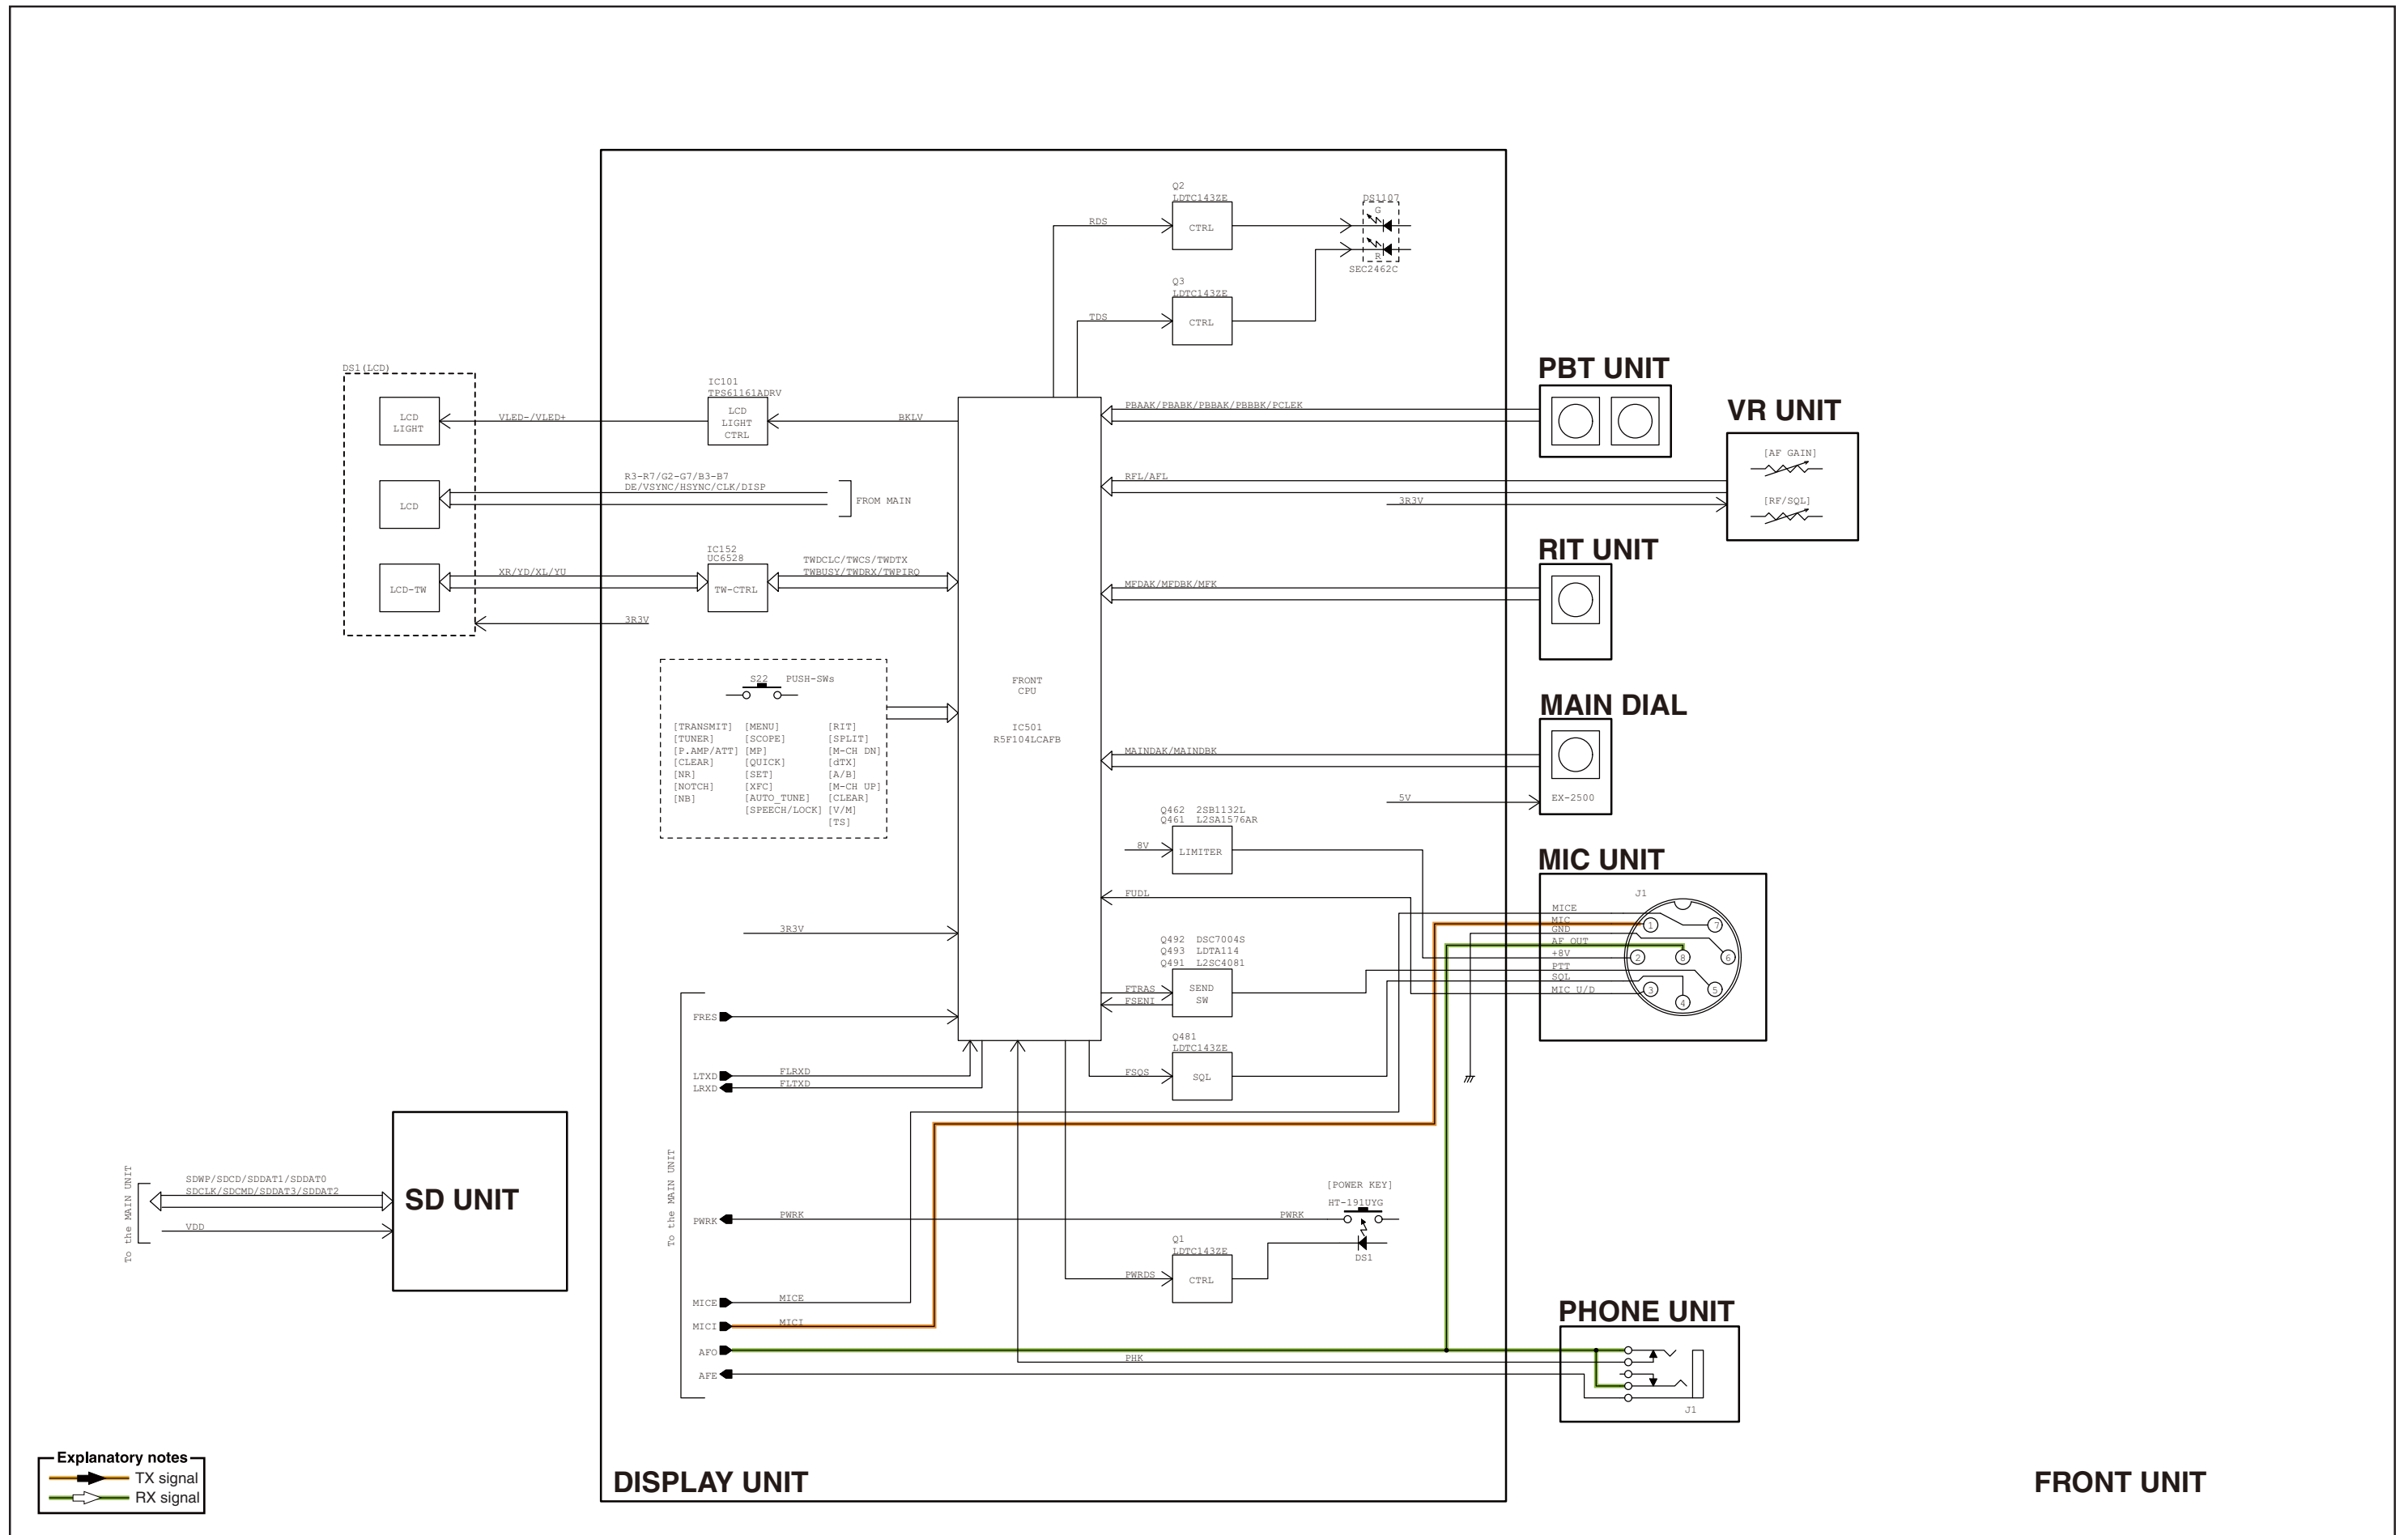 Q2
LDTC143ZE
CTRL
RDS
DS1107
G
R
SEC2462C
Q3
LDTC143ZE
CTRL
TDS
DS1(LCD)
LCD
LIGHT
VLED-/VLED+
IC101
TPS61161ADRV
LCD
LIGHT
CTRL
BKLV
LCD
R3-R7/G2-G7/B3-B7
DE/VSYNC/HSYNC/CLK/DISP
FROM MAIN
LCD-TW
XR/YD/XL/YU
IC152
UC6528
TW-CTRL
TWDCLC/TWCS/TWDTX
TWBUSY/TWDRX/TWPIRQ
3R3V
S22 PUSH-SWs
[TRANSMIT] [MENU] [RIT]
[TUNER] [SCOPE] [SPLIT]
[P.AMP/ATT] [MP] [M-CH DN]
[CLEAR] [QUICK] [dTX]
[NR] [SET] [A/B]
[NOTCH] [XFC] [M-CH UP]
[NB] [AUTO_TUNE] [CLEAR]
[SPEECH/LOCK] [V/M]
[TS]
FRONT
CPU
IC501
R5F104LCAFB
PBT UNIT
PBAAK/PBABK/PBBAK/PBBBK/PCLEK
VR UNIT
[AF GAIN]
[RF/SQL]
RFL/AFL
3R3V
RIT UNIT
MFDAK/MFDBK/MFK
MAIN DIAL
EX-2500
MAINDAK/MAINDBK
5V
Q462 2SB1132L
Q461 L2SA1576AR
8V
LIMITER
FUDL
MIC UNIT
J1
MICE
MIC
GND
AF OUT
+8V
PTT
SQL
MIC U/D
1
7
2
8
6
3
4
5
3R3V
Q492 DSC7004S
Q493 LDTA114
Q491 L2SC4081
FTRAS
FSENI
SEND
SW
Q481
LDTC143ZE
FSQS
SQL
To the MAIN UNIT
FRES
LTXD
FLRXD
LRXD
FLTXD
PWRK
PWRK
PWRK
[POWER KEY]
HT-191UYG
DS1
Q1
LDTC143ZE
PWRDS
CTRL
MICE
MICE
MICI
MICI
AFO
PHK
AFE
PHONE UNIT
J1
To the MAIN UNIT
SDWP/SDCD/SDDAT1/SDDAT0
SDCLK/SDCMD/SDDAT3/SDDAT2
VDD
SD UNIT
Explanatory notes
TX signal
RX signal
DISPLAY UNIT
FRONT UNIT